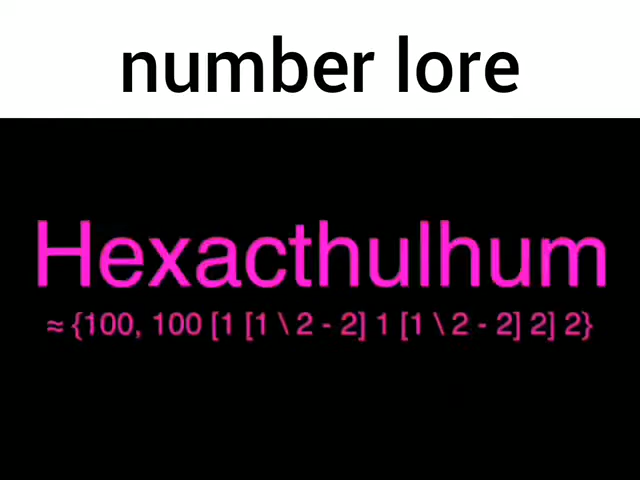 number lore
Hexacthulhum
≈ {100, 100 [1 [1 \ 2 - 2] 1 [1 \ 2 - 2] 2] 2}